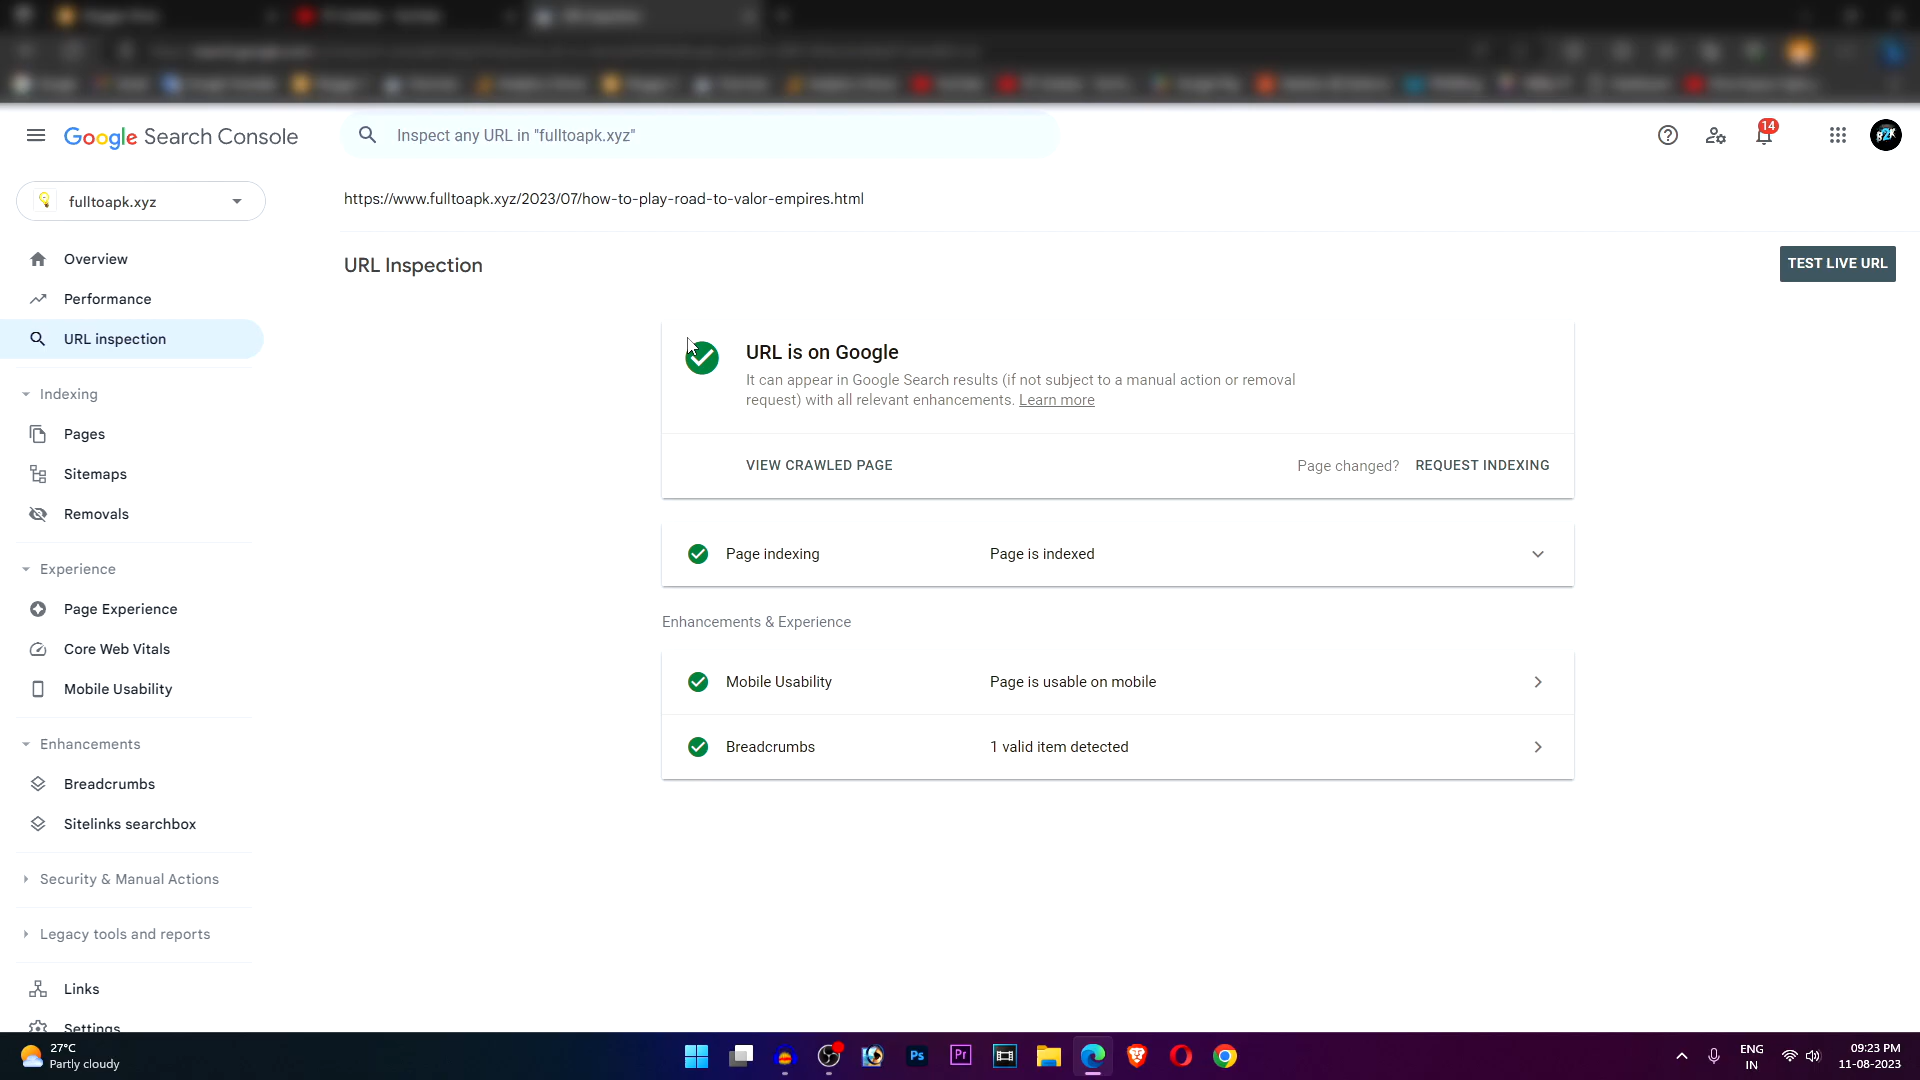 Google Search Console
Inspect any URL in "fulltoapk.xyz"
14
fulltoapk.xyz
https://www.fulltoapk.xyz/2023/07/how-to-play-road-to-valor-empires.html
Overview
Performance
URL inspection
Indexing
Pages
Sitemaps
Removals
Experience
Page Experience
Core Web Vitals
Mobile Usability
Enhancements
Breadcrumbs
Sitelinks searchbox
Security & Manual Actions
Legacy tools and reports
Links
Settings
URL Inspection
TEST LIVE URL
URL is on Google
It can appear in Google Search results (if not subject to a manual action or removal
request) with all relevant enhancements. Learn more
VIEW CRAWLED PAGE
Page changed? REQUEST INDEXING
Page indexing Page is indexed
Enhancements & Experience
Mobile Usability Page is usable on mobile
Breadcrumbs 1 valid item detected
27°C
Partly cloudy
Ps
Pr
ENG
IN
09:23 PM
11-08-2023